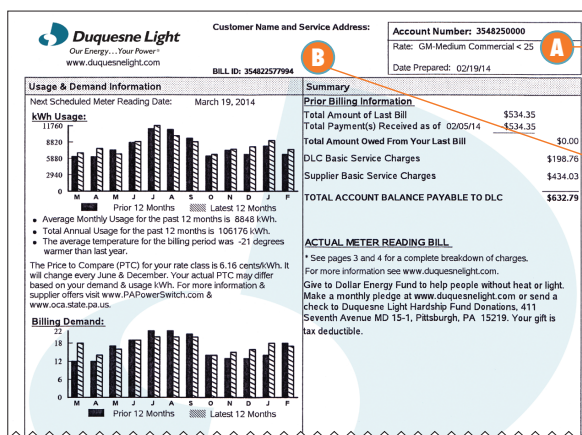 Duquesne Light
Our Energy...Your Power®
www.duquesnelight.com
Customer Name and Service Address:
BILL ID: 354822577994
Account Number: 3548250000
Rate: GM-Medium Commercial < 25
Date Prepared: 02/19/14
A
B
Usage & Demand Information
Next Scheduled Meter Reading Date: March 19, 2014
kWh Usage:
11760
8820
5880
2940
0
M A M J J A S O N D J F
Prior 12 Months Latest 12 Months
• Average Monthly Usage for the past 12 months is 8848 kWh.
• Total Annual Usage for the past 12 months is 106176 kWh.
• The average temperature for the billing period was -21 degrees
warmer than last year.
The Price to Compare (PTC) for your rate class is 6.16 cents/kWh. It
will change every June & December. Your actual PTC may differ
based on your demand & usage kWh. For more information &
supplier offers visit www.PAPowerSwitch.com &
www.oca.state.pa.us.
Billing Demand:
22
18
12
6
0
M A M J J A S O N D J F
Prior 12 Months Latest 12 Months
Summary
Prior Billing Information
Total Amount of Last Bill $534.35
Total Payment(s) Received as of 02/05/14 $534.35
Total Amount Owed From Your Last Bill $0.00
DLC Basic Service Charges $198.76
Supplier Basic Service Charges $434.03
TOTAL ACCOUNT BALANCE PAYABLE TO DLC $632.79
ACTUAL METER READING BILL
* See pages 3 and 4 for a complete breakdown of charges.
For more information see www.duquesnelight.com.
Give to Dollar Energy Fund to help people without heat or light.
Make a monthly pledge at www.duquesnelight.com or send a
check to Duquesne Light Hardship Fund Donations, 411
Seventh Avenue MD 15-1, Pittsburgh, PA 15219. Your gift is
tax deductible.